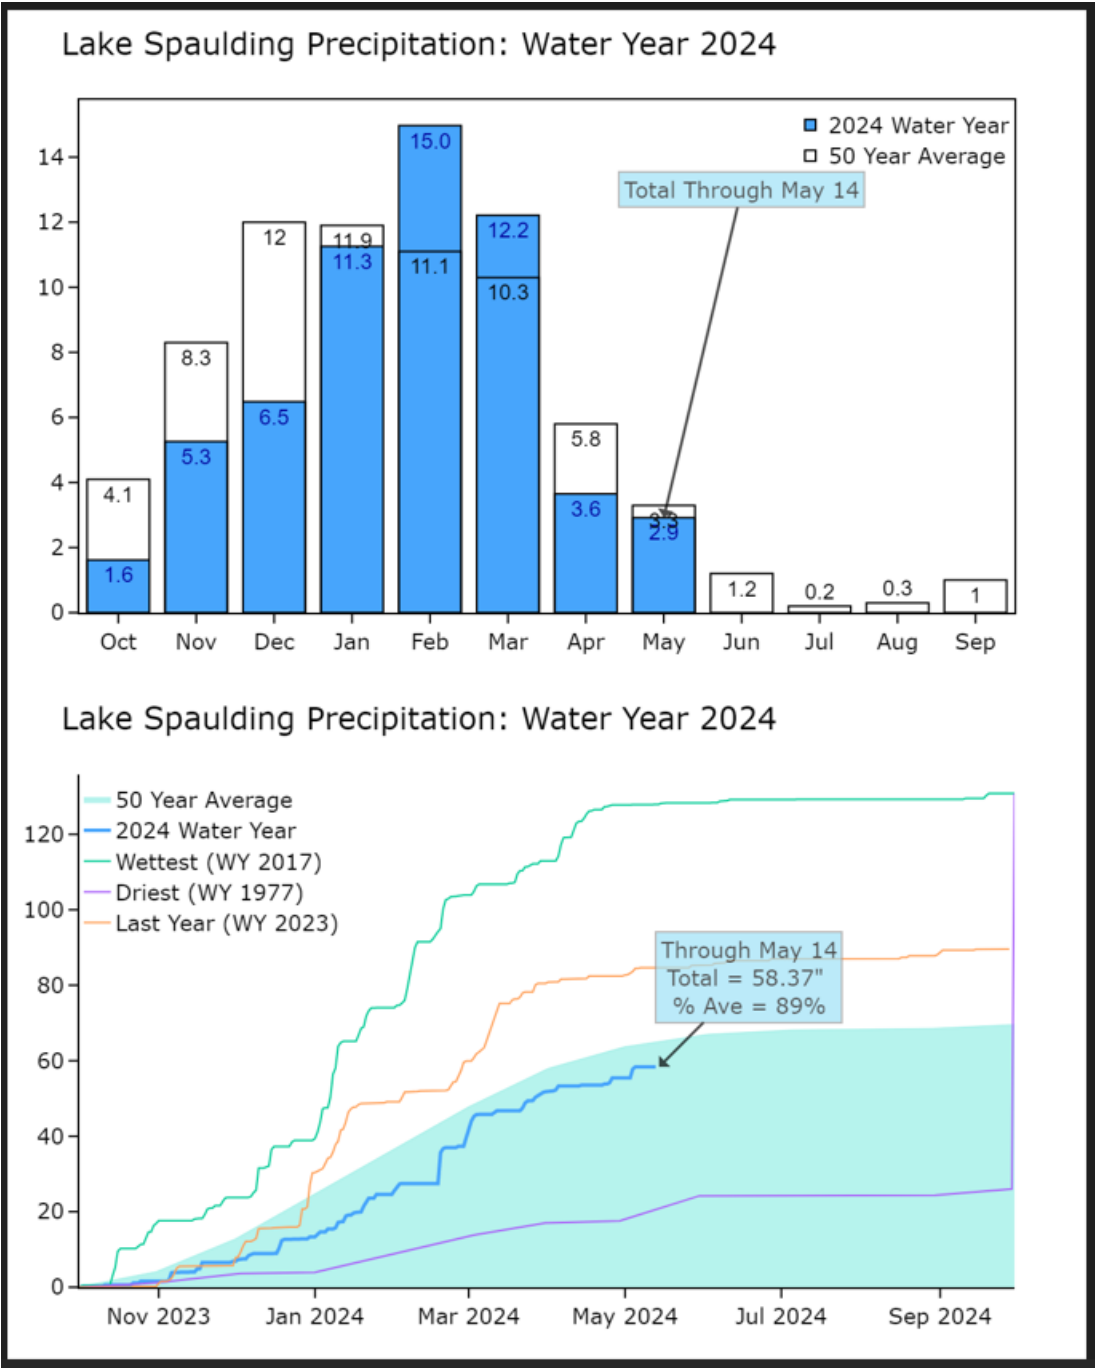 Lake Spaulding Precipitation: Water Year 2024
2024 Water Year
50 Year Average
Total Through May 14
14
12
10
8
6
4
2
0
4.1
1.6
8.3
5.3
12
6.5
11.9
11.3
15.0
11.1
12.2
10.3
5.8
3.6
3.3
2.9
1.2
0.2
0.3
1
Oct Nov Dec Jan Feb Mar Apr May Jun Jul Aug Sep
Lake Spaulding Precipitation: Water Year 2024
50 Year Average
2024 Water Year
Wettest (WY 2017)
Driest (WY 1977)
Last Year (WY 2023)
Through May 14
Total = 58.37"
% Ave = 89%
120
100
80
60
40
20
0
Nov 2023 Jan 2024 Mar 2024 May 2024 Jul 2024 Sep 2024